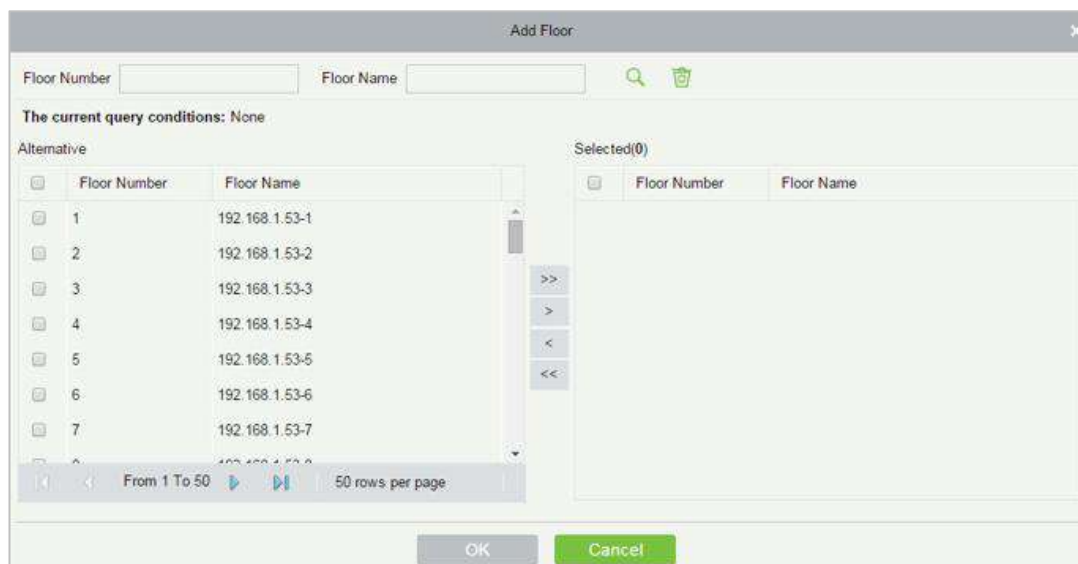 Add Floor
Floor Number Floor Name
The current query conditions: None
Alternative Selected(0)
Floor Number Floor Name Floor Number Floor Name
1 192.168.1.53-1
2 192.168.1.53-2
3 192.168.1.53-3
4 192.168.1.53-4
5 192.168.1.53-5
6 192.168.1.53-6
7 192.168.1.53-7
>>
>
<
<<
From 1 To 50 50 rows per page
OK Cancel